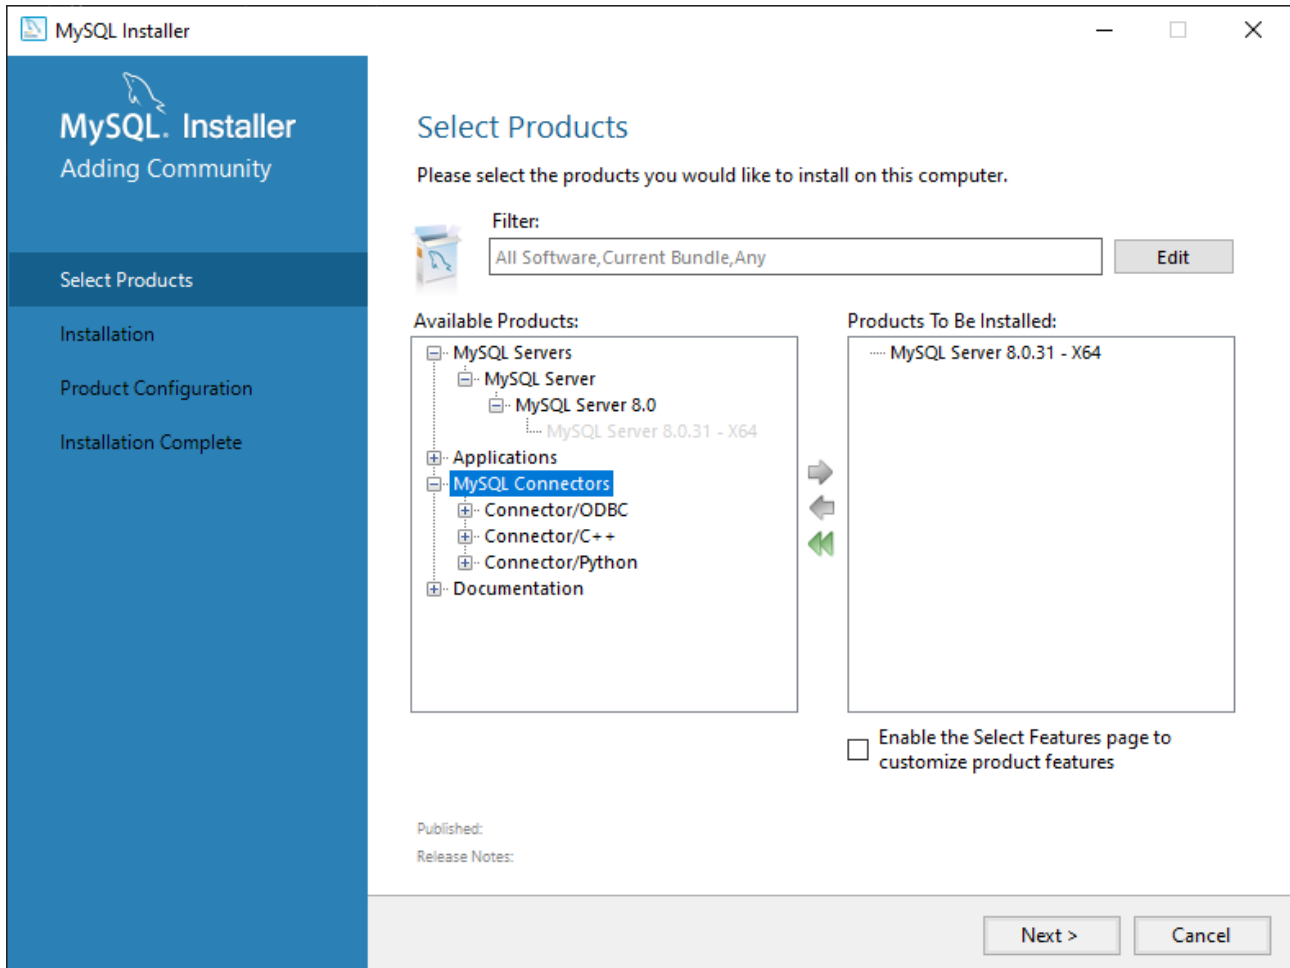 MySQL Installer
MySQL. Installer
Adding Community
Select Products
Installation
Product Configuration
Installation Complete
Select Products
Please select the products you would like to install on this computer.
Filter:
All Software,Current Bundle,Any
Edit
Available Products:
MySQL Servers
MySQL Server
MySQL Server 8.0
MySQL Server 8.0.31 - X64
Applications
MySQL Connectors
Connector/ODBC
Connector/C++
Connector/Python
Documentation
Products To Be Installed:
MySQL Server 8.0.31 - X64
Enable the Select Features page to
customize product features
Published:
Release Notes:
Next >
Cancel